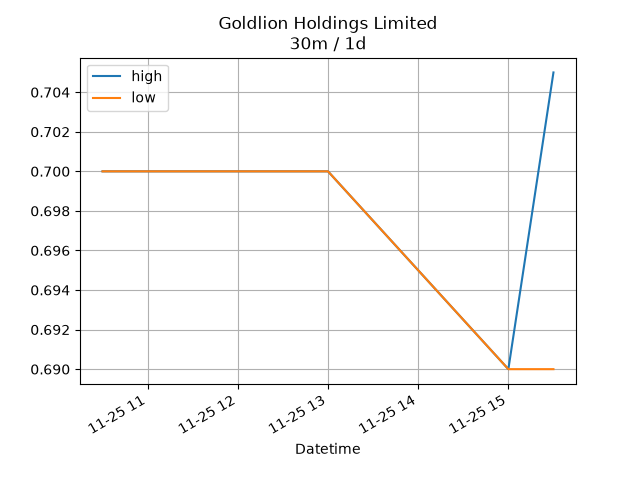 Goldlion Holdings Limited
30m / 1d
high
low
0.704
0.702
0.700
0.698
0.696
0.694
0.692
0.690
11-25 11
11-25 12
11-25 13
11-25 14
11-25 15
Datetime